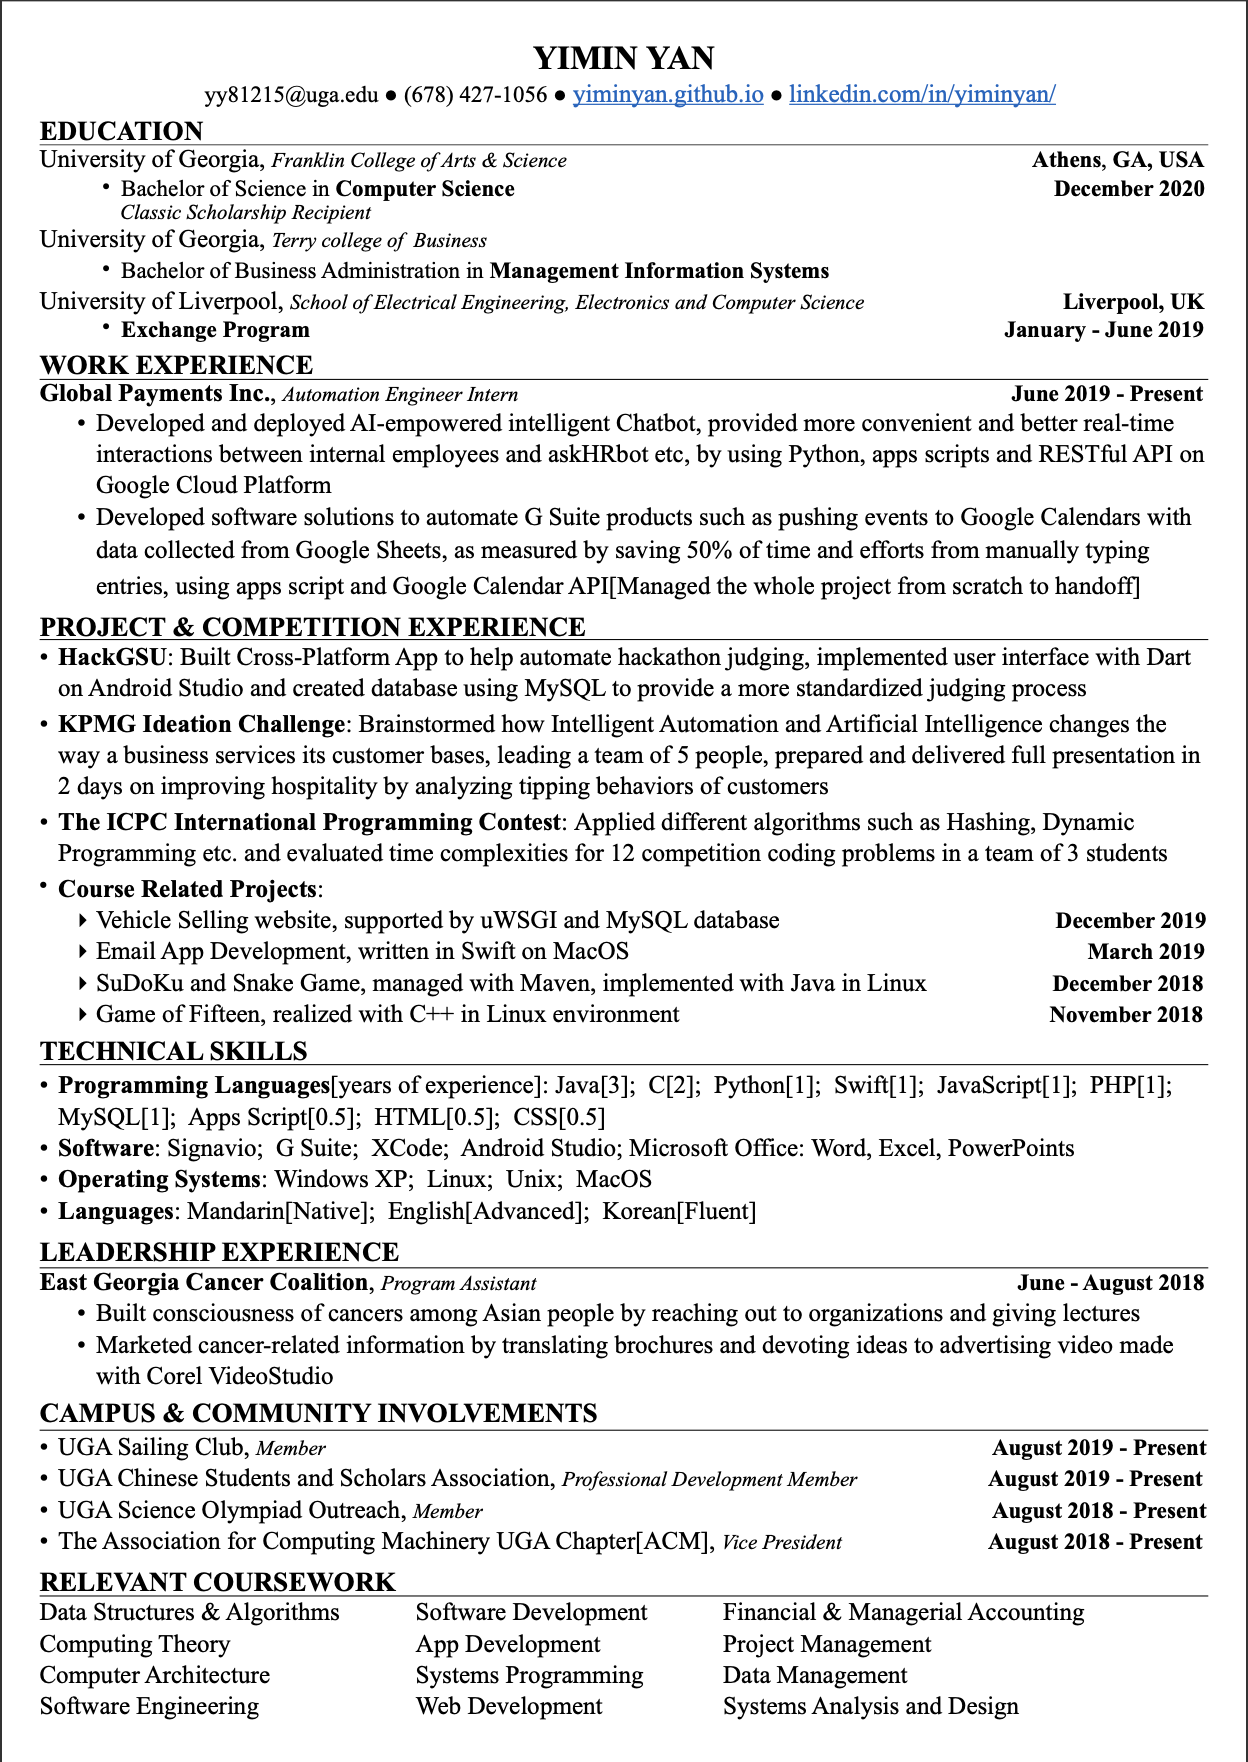 YIMIN YAN
yy81215@uga.edu ● (678) 427-1056 ● yiminyan.github.io ● linkedin.com/in/yiminyan/
EDUCATION
University of Georgia, Franklin College of Arts & Science Athens, GA, USA
• Bachelor of Science in Computer Science December 2020
Classic Scholarship Recipient
University of Georgia, Terry college of Business
• Bachelor of Business Administration in Management Information Systems
University of Liverpool, School of Electrical Engineering, Electronics and Computer Science Liverpool, UK
• Exchange Program January - June 2019
WORK EXPERIENCE
Global Payments Inc., Automation Engineer Intern June 2019 - Present
• Developed and deployed AI-empowered intelligent Chatbot, provided more convenient and better real-time
interactions between internal employees and askHRbot etc, by using Python, apps scripts and RESTful API on
Google Cloud Platform
• Developed software solutions to automate G Suite products such as pushing events to Google Calendars with
data collected from Google Sheets, as measured by saving 50% of time and efforts from manually typing
entries, using apps script and Google Calendar API[Managed the whole project from scratch to handoff]
PROJECT & COMPETITION EXPERIENCE
• HackGSU: Built Cross-Platform App to help automate hackathon judging, implemented user interface with Dart
on Android Studio and created database using MySQL to provide a more standardized judging process
• KPMG Ideation Challenge: Brainstormed how Intelligent Automation and Artificial Intelligence changes the
way a business services its customer bases, leading a team of 5 people, prepared and delivered full presentation in
2 days on improving hospitality by analyzing tipping behaviors of customers
• The ICPC International Programming Contest: Applied different algorithms such as Hashing, Dynamic
Programming etc. and evaluated time complexities for 12 competition coding problems in a team of 3 students
• Course Related Projects:
‣ Vehicle Selling website, supported by uWSGI and MySQL database December 2019
‣ Email App Development, written in Swift on MacOS March 2019
‣ SuDoKu and Snake Game, managed with Maven, implemented with Java in Linux December 2018
‣ Game of Fifteen, realized with C++ in Linux environment November 2018
TECHNICAL SKILLS
• Programming Languages[years of experience]: Java[3]; C[2]; Python[1]; Swift[1]; JavaScript[1]; PHP[1];
MySQL[1]; Apps Script[0.5]; HTML[0.5]; CSS[0.5]
• Software: Signavio; G Suite; XCode; Android Studio; Microsoft Office: Word, Excel, PowerPoints
• Operating Systems: Windows XP; Linux; Unix; MacOS
• Languages: Mandarin[Native]; English[Advanced]; Korean[Fluent]
LEADERSHIP EXPERIENCE
East Georgia Cancer Coalition, Program Assistant June - August 2018
• Built consciousness of cancers among Asian people by reaching out to organizations and giving lectures
• Marketed cancer-related information by translating brochures and devoting ideas to advertising video made
with Corel VideoStudio
CAMPUS & COMMUNITY INVOLVEMENTS
• UGA Sailing Club, Member August 2019 - Present
• UGA Chinese Students and Scholars Association, Professional Development Member August 2019 - Present
• UGA Science Olympiad Outreach, Member August 2018 - Present
• The Association for Computing Machinery UGA Chapter[ACM], Vice President August 2018 - Present
RELEVANT COURSEWORK
Data Structures & Algorithms Software Development Financial & Managerial Accounting
Computing Theory App Development Project Management
Computer Architecture Systems Programming Data Management
Software Engineering Web Development Systems Analysis and Design